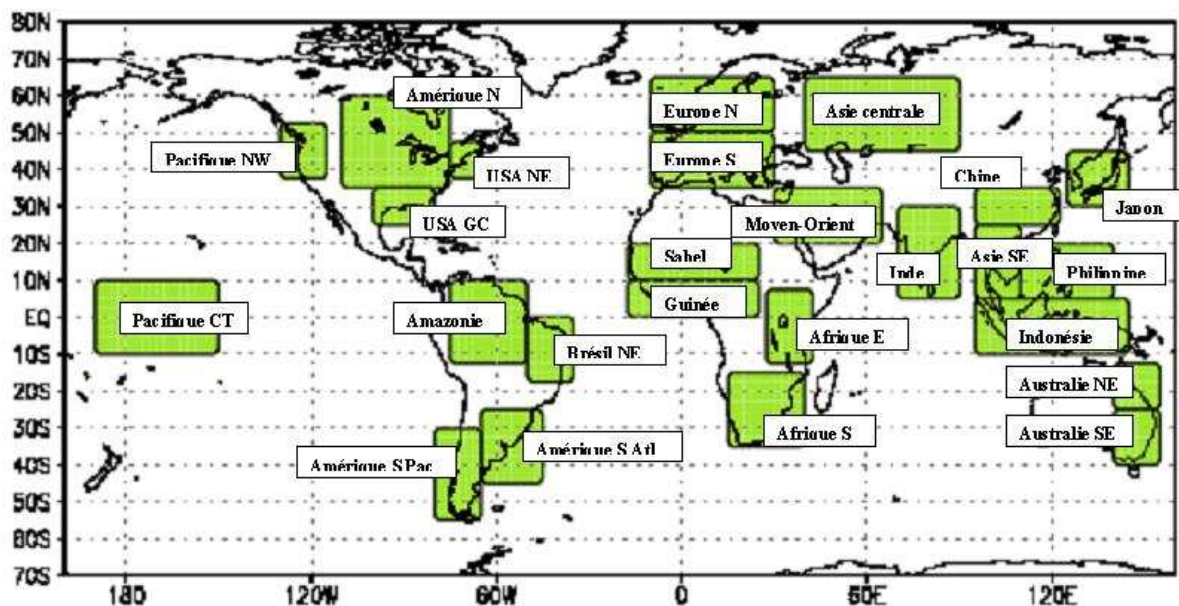 80N
70N
Amérique N
60N
Europe N
Asie centrale
50N
Pacifique NW
Europe S
40N
USA NE
Chine
30N
USA GC
Moyen-Orient
Japon
20N
Sahel
Inde
Asie SE
Philippine
10N
Guinée
EQ
Pacifique CT
Amazonie
Afrique E
Indonésie
10S
Brésil NE
20S
Australie NE
30S
Afrique S
Australie SE
40S
Amérique S Pac
Amérique S Atl
50S
60S
70S
180
120W
60W
0
60E
120E